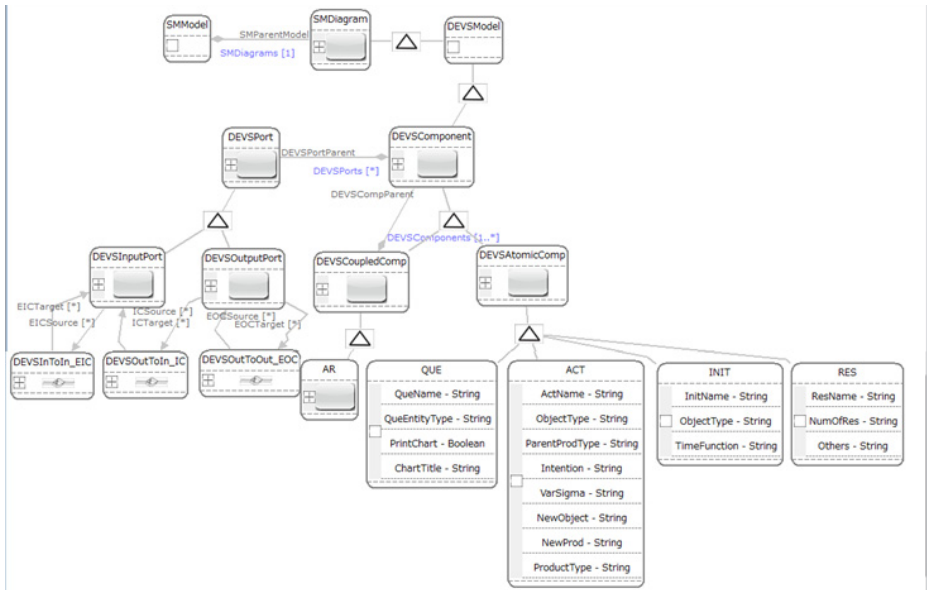 SMModel
SMDiagram
DEVSModel
SMParentModel
SMDiagrams [1]
DEVSPort
DEVSComponent
DEVSPortParent
DEVSPorts [*]
DEVSCompParent
DEVSComponents [1..*]
DEVSInputPort
DEVSOutputPort
DEVSCoupledComp
DEVSAtomicComp
EICTarget [*]
EICSource [*]
ICSource [*]
ICTarget [*]
EOCSource [*]
EOCTarget [*]
DEVSInToIn_EIC
DEVSOutToIn_IC
DEVSOutToOut_EOC
AR
QUE
QueName - String
QueEntityType - String
PrintChart - Boolean
ChartTitle - String
ACT
ActName - String
ObjectType - String
ParentProdType - String
Intention - String
VarSigma - String
NewObject - String
NewProd - String
ProductType - String
INIT
InitName - String
ObjectType - String
TimeFunction - String
RES
ResName - String
NumOfRes - String
Others - String